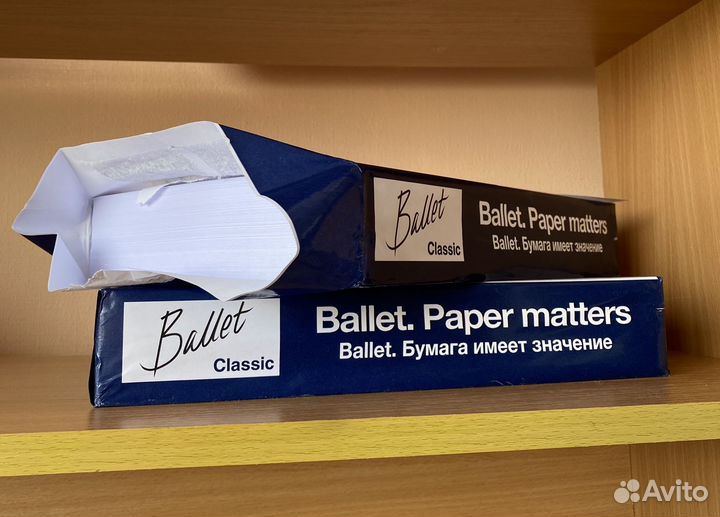 Ballet
Classic
Ballet. Paper matters
Ballet. Бумага имеет значение
Ballet
Classic
Ballet. Paper matters
Ballet. Бумага имеет значение
Avito